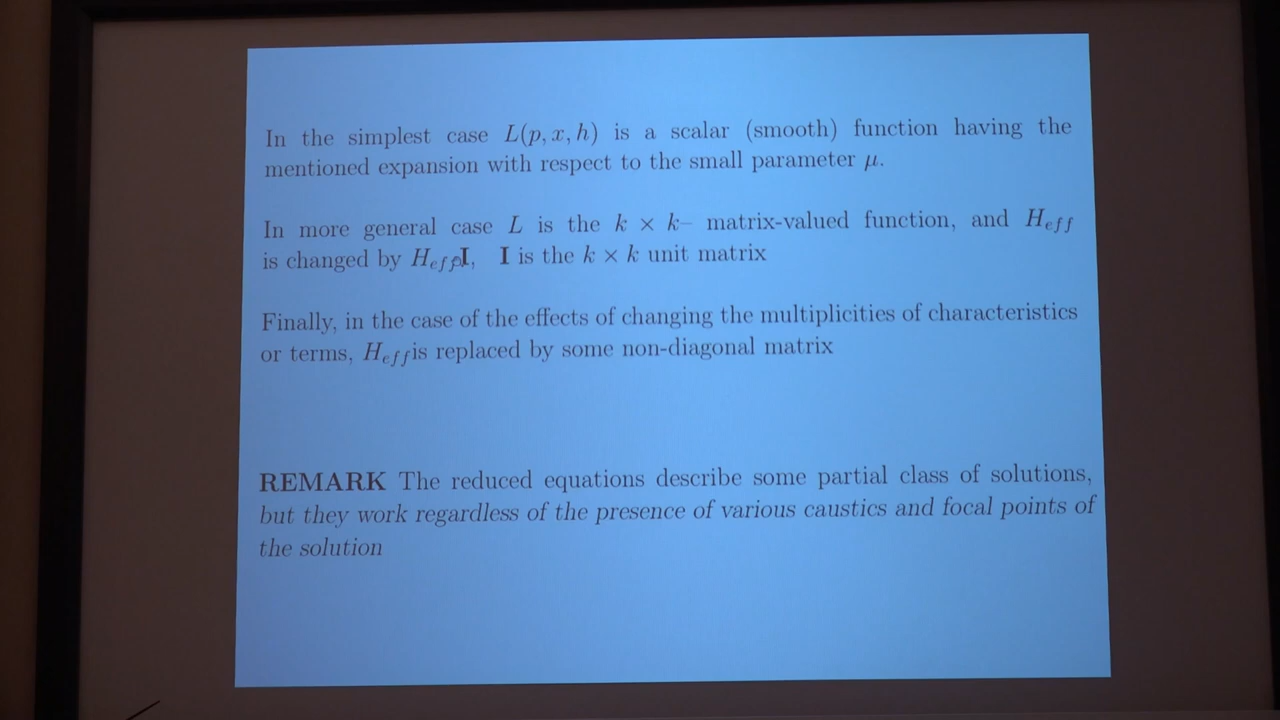 In the simplest case L(p, x, h) is a scalar (smooth) function having the
mentioned expansion with respect to the small parameter μ.
In more general case L is the k × k– matrix-valued function, and H_eff
is changed by H_eff I, I is the k × k unit matrix
Finally, in the case of the effects of changing the multiplicities of characteristics
or terms, H_eff is replaced by some non-diagonal matrix
REMARK The reduced equations describe some partial class of solutions,
but they work regardless of the presence of various caustics and focal points of
the solution